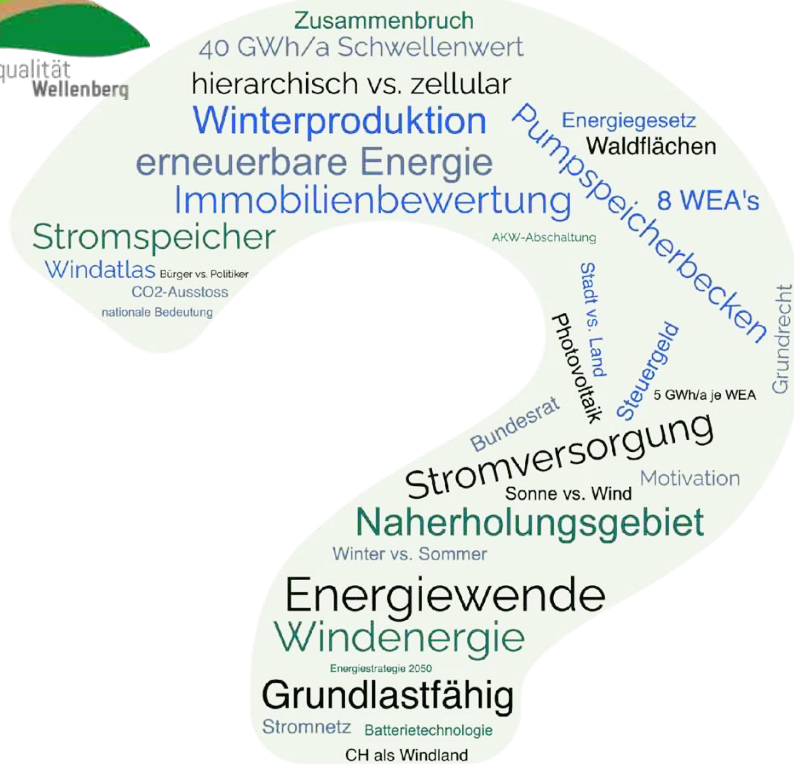 Zusammenbruch
40 GWh/a Schwellenwert
qualität
Wellenberg
hierarchisch vs. zellular
Winterproduktion
Pumpspeicherbecken
Energiegesetz
Waldflächen
erneuerbare Energie
Immobilienbewertung
8 WEA's
Stromspeicher
AKW-Abschaltung
Windatlas
Bürger vs. Politiker
CO2-Ausstoss
nationale Bedeutung
Stadt vs. Land
Photovoltaik
Steuergeld
Grundrecht
5 GWh/a je WEA
Bundesrat
Stromversorgung
Motivation
Sonne vs. Wind
Naherholungsgebiet
Winter vs. Sommer
Energiewende
Windenergie
Energiestrategie 2050
Grundlastfähig
Stromnetz
Batterietechnologie
CH als Windland